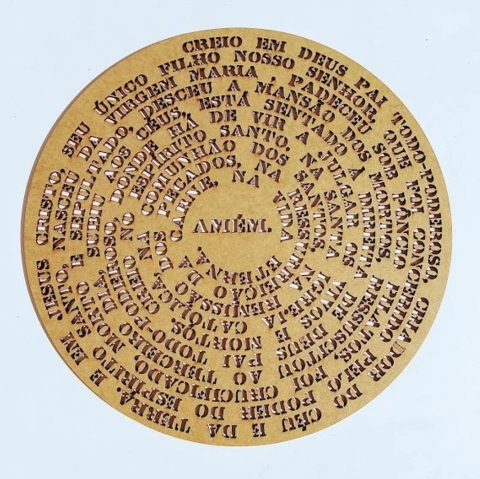 CREIO EM DEUS PAI TODO-PODEROSO, CRIADOR DO CÉU E DA TERRA, E EM JESUS CRISTO, SEU ÚNICO FILHO NOSSO SENHOR QUE FOI CONCEBIDO PELO PODER DO ESPIRITO SANTO, NASCEU DA VIRGEM MARIA, PADECEU SOB PONCIO PILATOS, FOI CRUCIFICADO, MORTO E SEPULTADO, DESCEU A MANSÃO DOS MORTOS, RESSUSCITOU AO TERCEIRO DIA, SUBIU AOS CÉUS, ESTÁ SENTADO À DIREITA DE DEUS PAI TODO PODEROSO, DONDE HÁ DE VIR A JULGAR OS VIVOS E MORTOS, CREIO NO ESPÍRITO SANTO, NA SANTA IGREJA CATÓLICA, NA COMUNHÃO DOS SANTOS, NA REMISSÃO DOS PECADOS, NA RESSURREIÇÃO DA CARNE, NA VIDA ETERNA,
AMÉM.